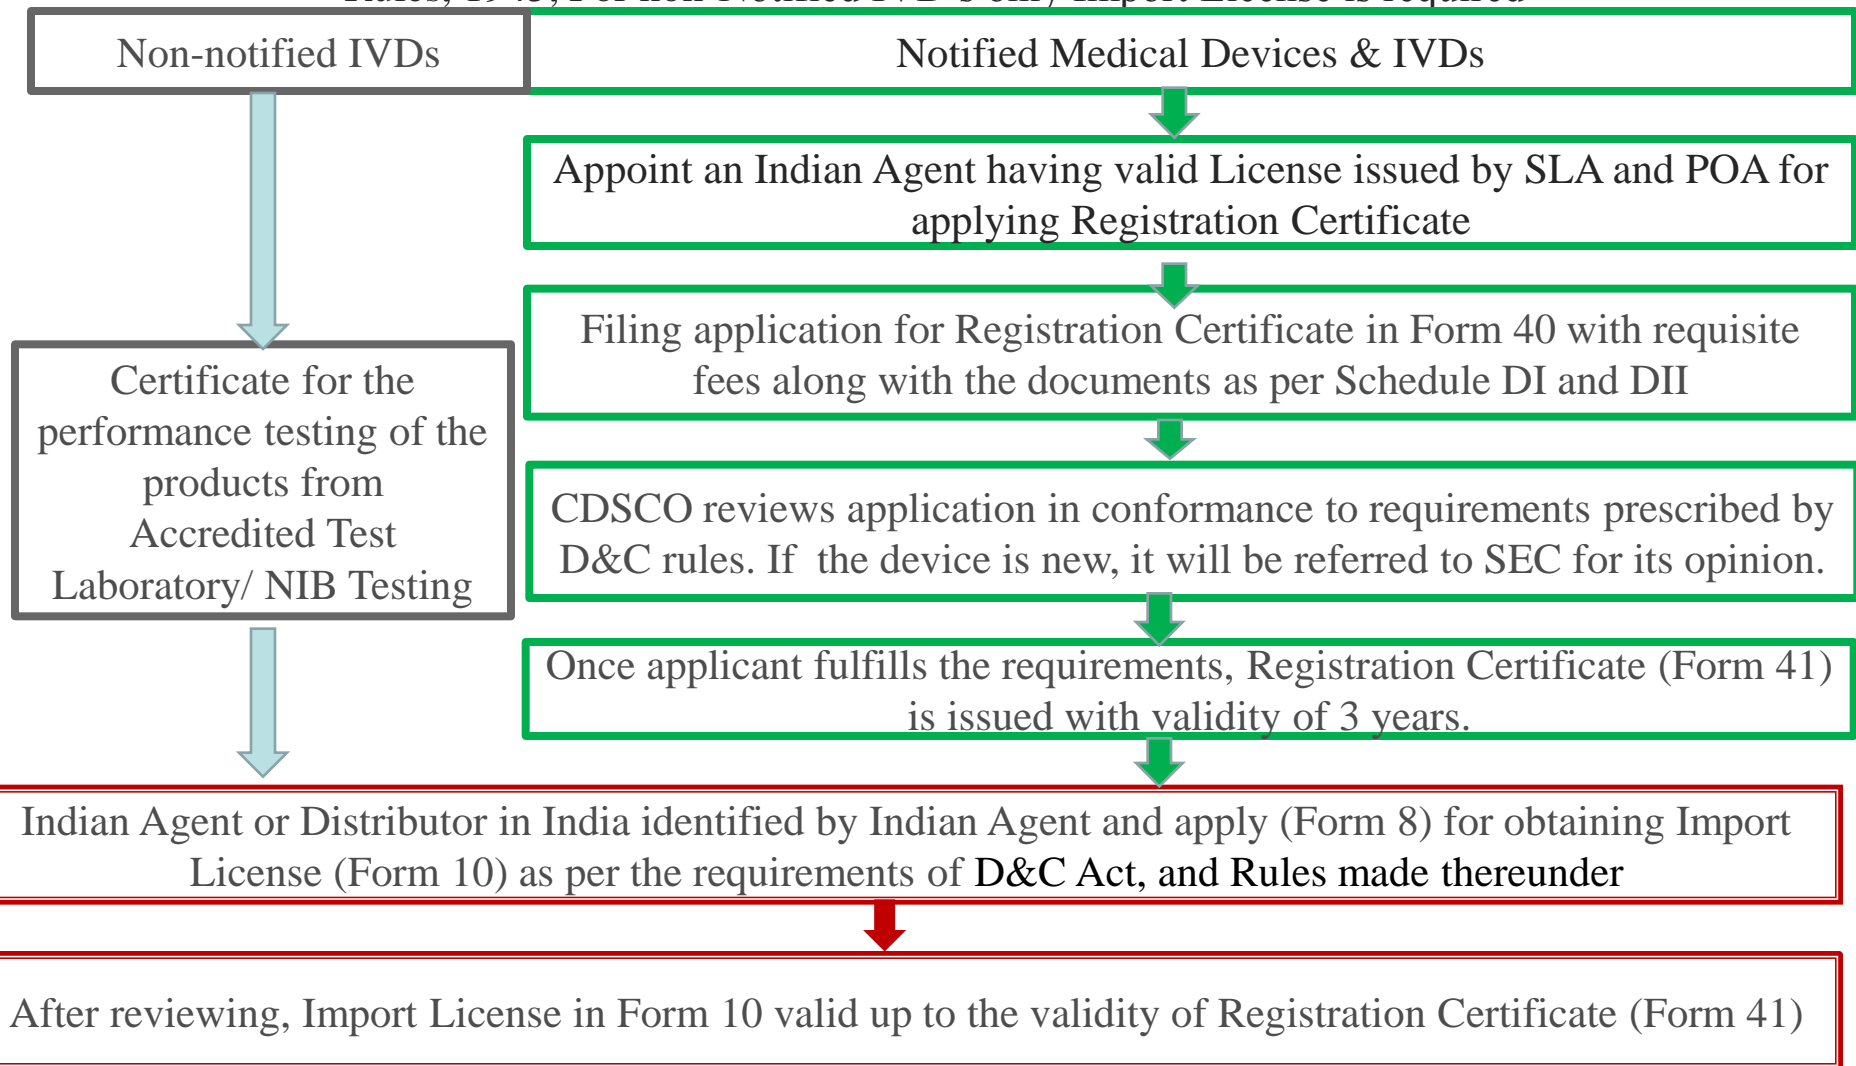 Import License is required
Non-notified IVDs
Notified Medical Devices & IVDs
Appoint an Indian Agent having valid License issued by SLA and POA for
applying Registration Certificate
Filing application for Registration Certificate in Form 40 with requisite
fees along with the documents as per Schedule DI and DII
Certificate for the
performance testing of the
products from
Accredited Test
Laboratory/ NIB Testing
CDSCO reviews application in conformance to requirements prescribed by
D&C rules. If the device is new, it will be referred to SEC for its opinion.
Once applicant fulfills the requirements, Registration Certificate (Form 41)
is issued with validity of 3 years.
Indian Agent or Distributor in India identified by Indian Agent and apply (Form 8) for obtaining Import
License (Form 10) as per the requirements of D&C Act, and Rules made thereunder
After reviewing, Import License in Form 10 valid up to the validity of Registration Certificate (Form 41)